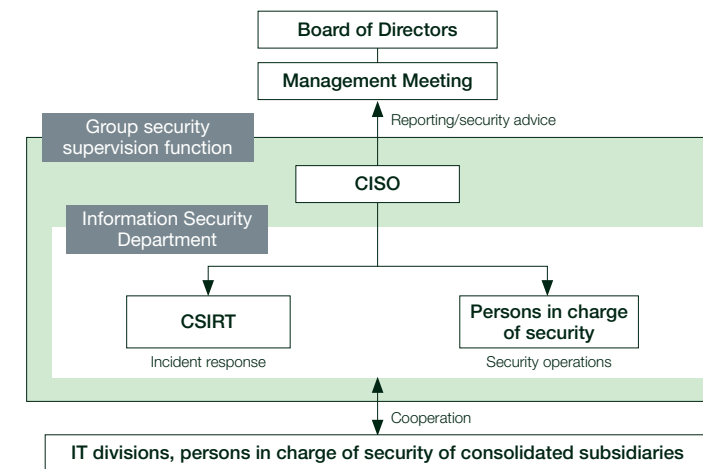 Board of Directors
Management Meeting
Reporting/security advice
Group security
supervision function
CISO
Information Security
Department
CSIRT
Incident response
Persons in charge
of security
Security operations
Cooperation
IT divisions, persons in charge of security of consolidated subsidiaries